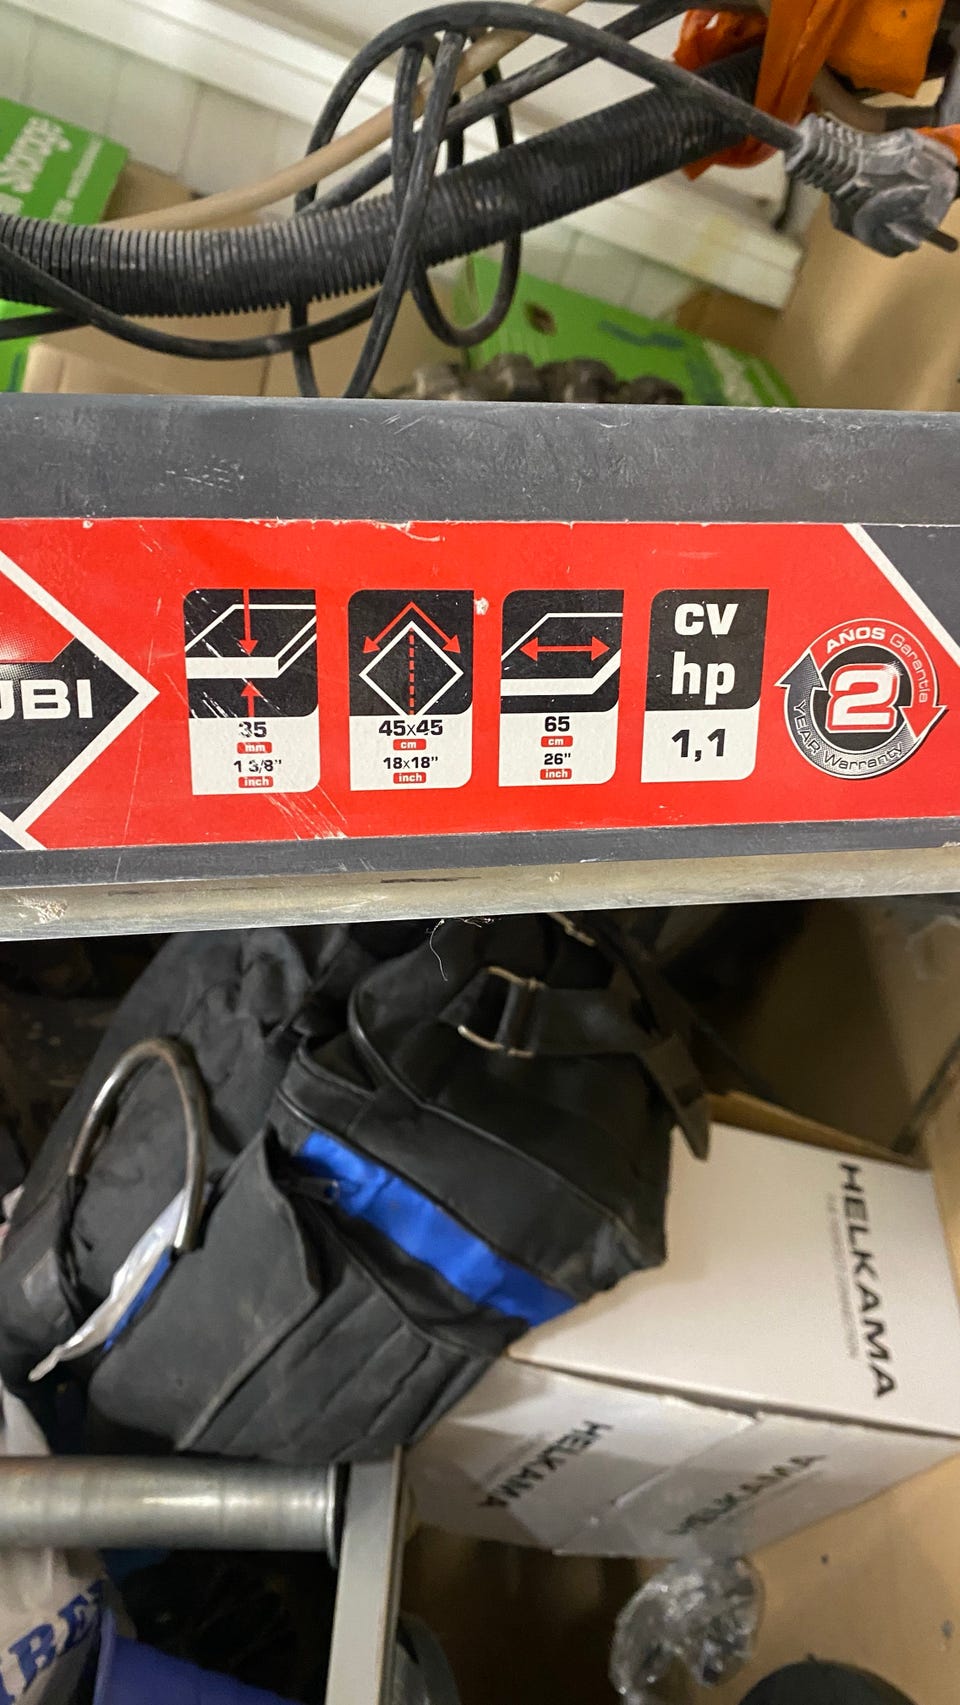 Storage
UBI
35
mm
1 3/8"
inch
45x45
cm
18x18"
inch
65
cm
26"
inch
cv
hp
1,1
AÑOS Garantía
2
YEAR Warranty
HELKAMA
HELKAMA
HELKAMA